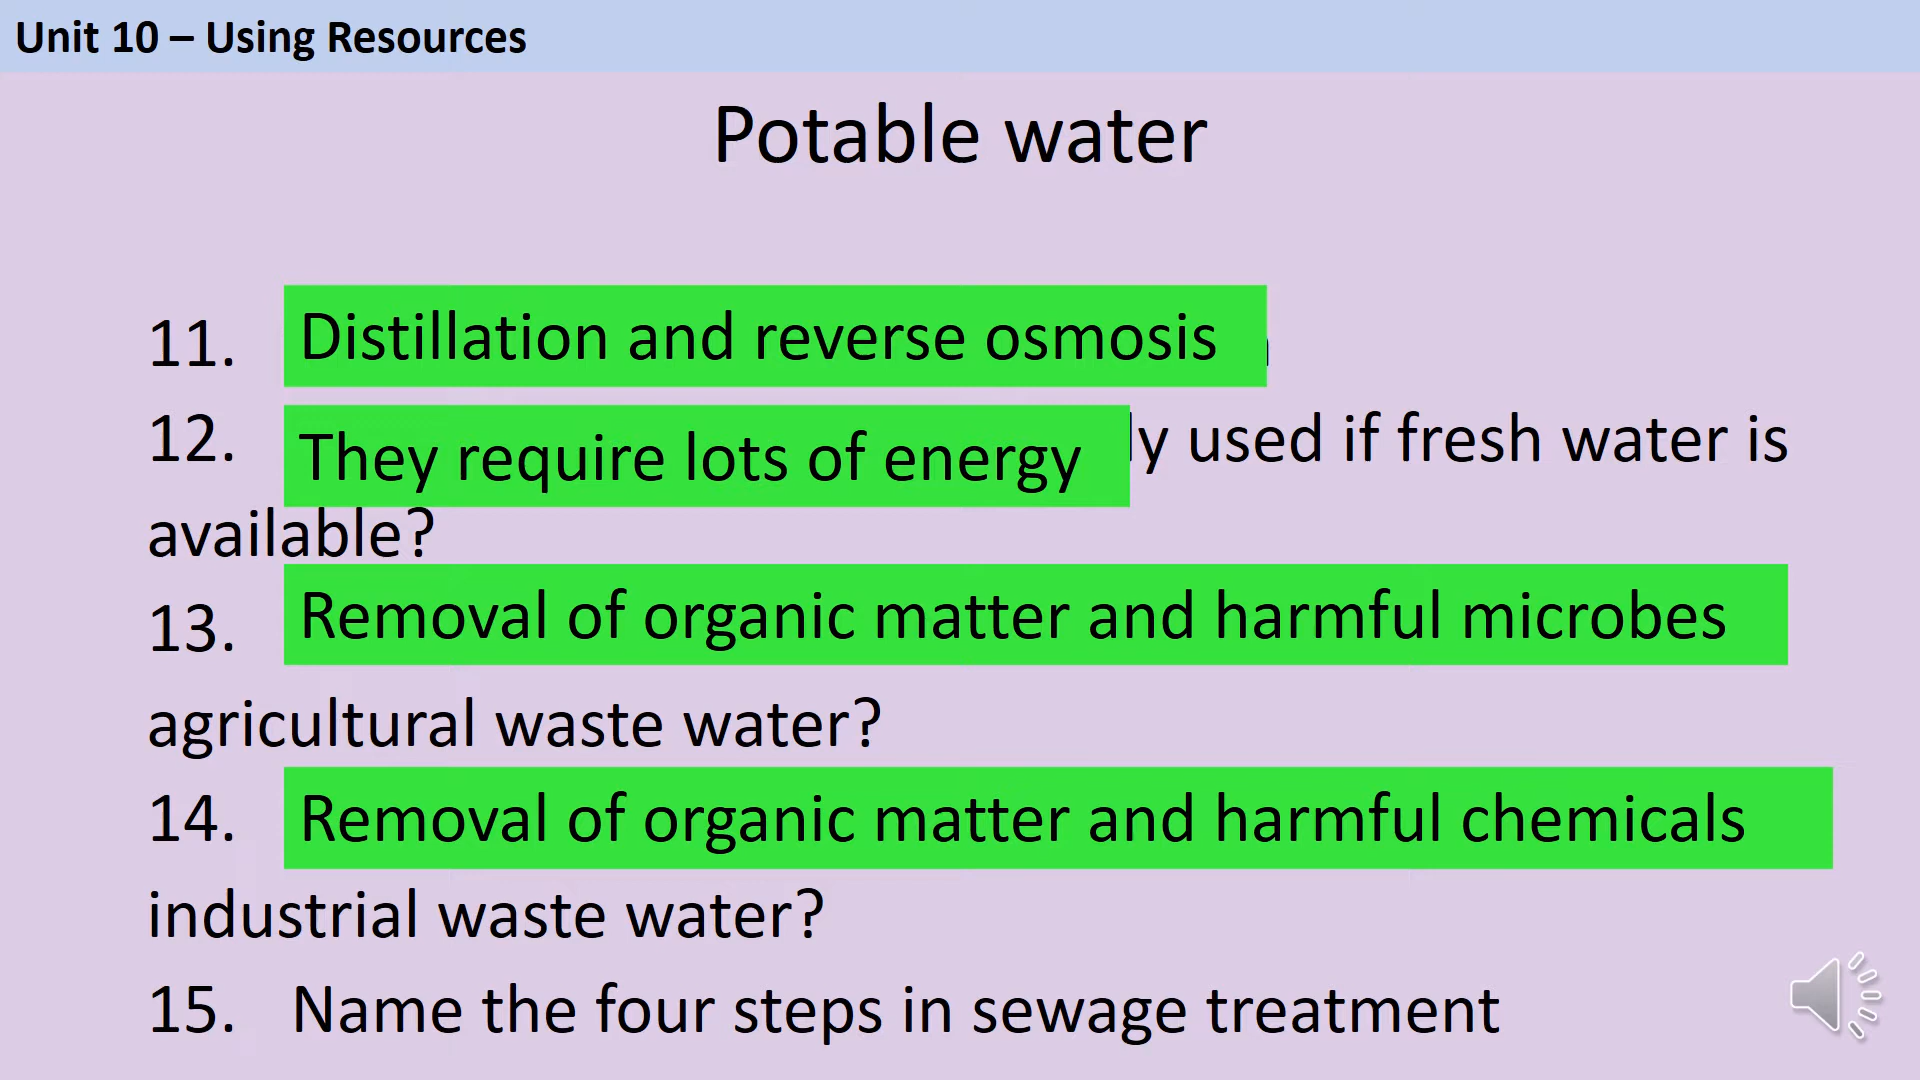 Unit 10 – Using Resources
Potable water
11. Distillation and reverse osmosis
12. They require lots of energy ly used if fresh water is
available?
13. Removal of organic matter and harmful microbes
agricultural waste water?
14. Removal of organic matter and harmful chemicals
industrial waste water?
15. Name the four steps in sewage treatment